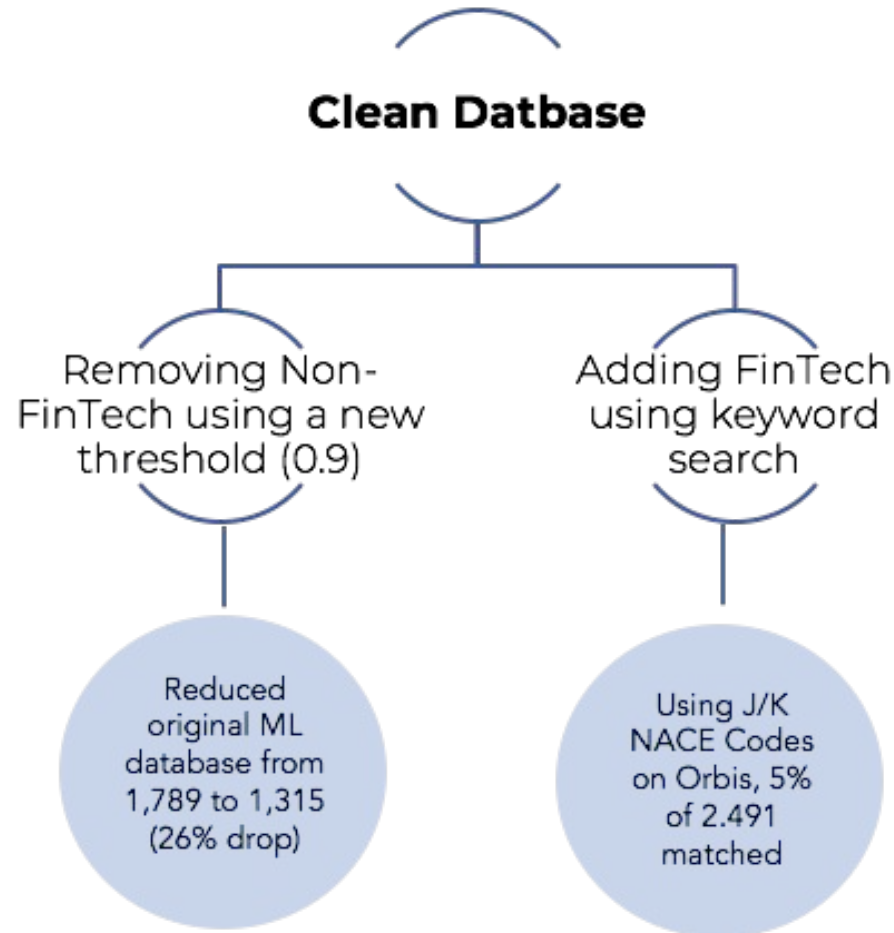 Clean Datbase
Removing Non-
FinTech using a new
threshold (0.9)
Adding FinTech
using keyword
search
Reduced
original ML
database from
1,789 to 1,315
(26% drop)
Using J/K
NACE Codes
on Orbis, 5%
of 2.491
matched